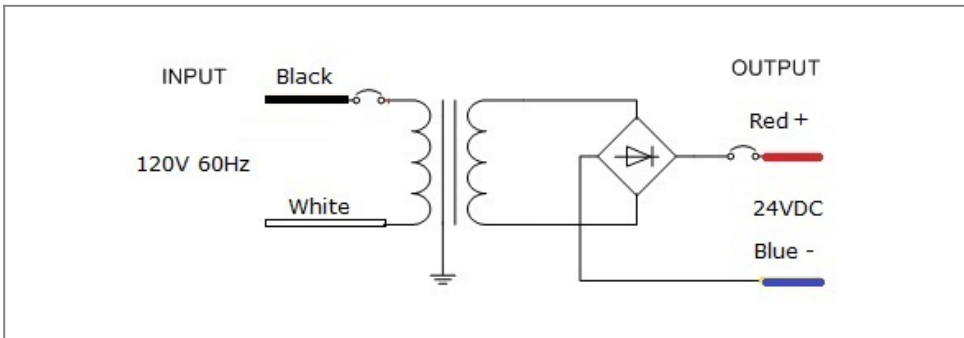 INPUT
Black
OUTPUT
Red +
120V 60Hz
White
24VDC
Blue -